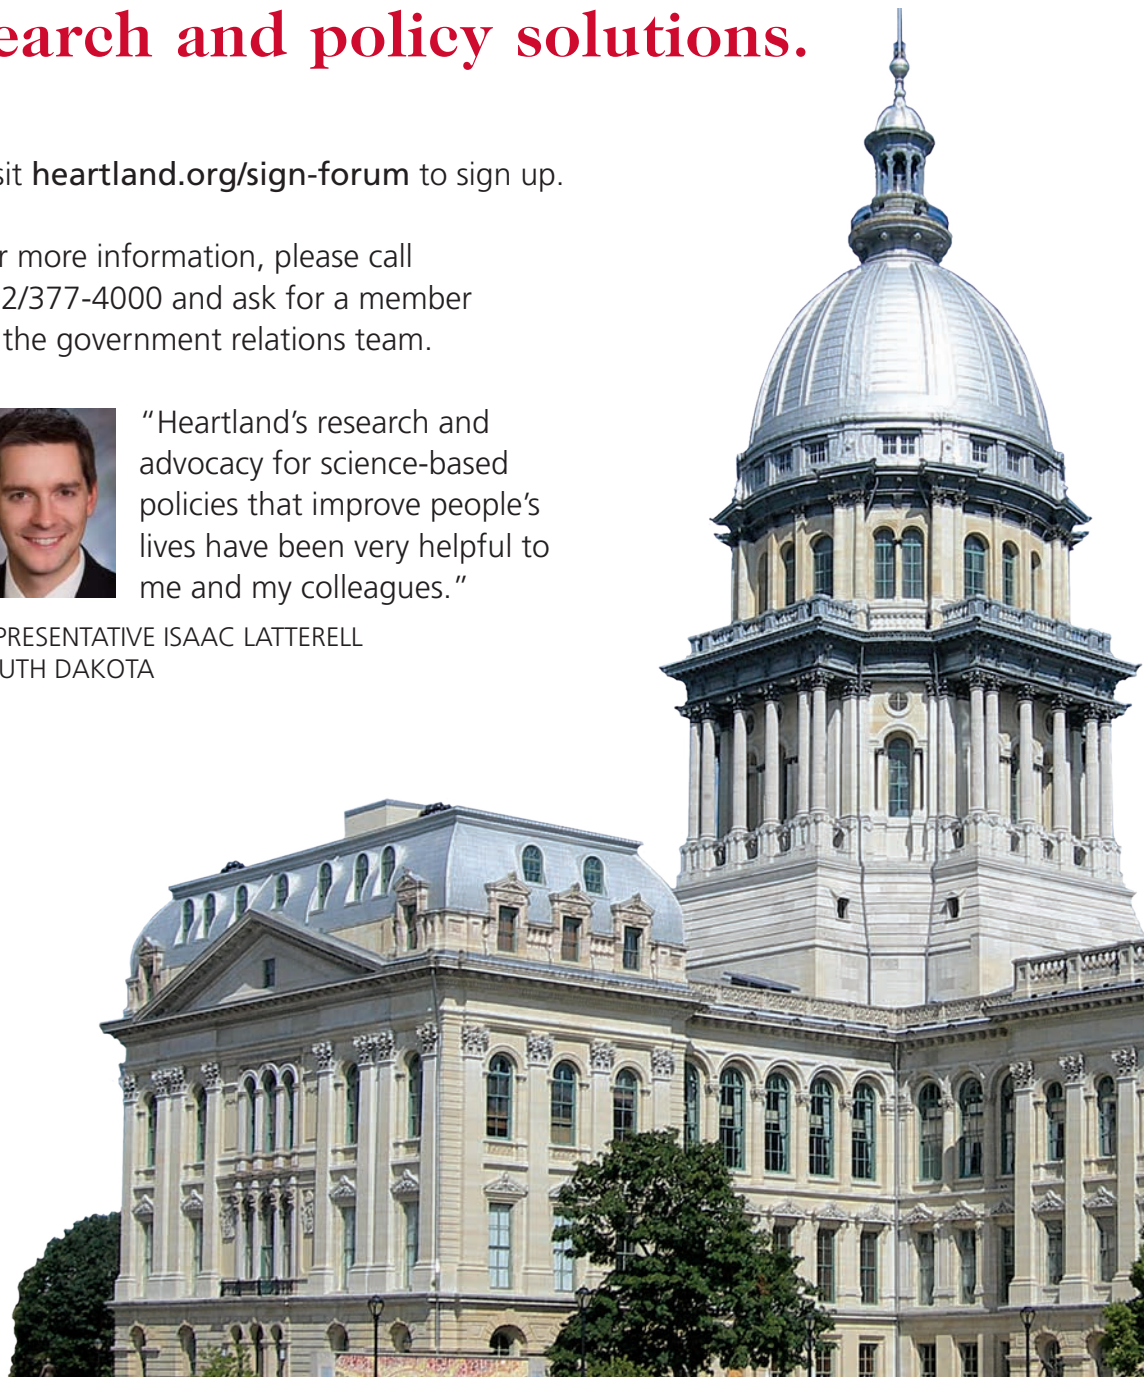 earch and policy solutions.
sit heartland.org/sign-forum to sign up.
r more information, please call
2/377-4000 and ask for a member
the government relations team.
“Heartland’s research and
advocacy for science-based
policies that improve people’s
lives have been very helpful to
me and my colleagues.”
PRESENTATIVE ISAAC LATTERELL
UTH DAKOTA